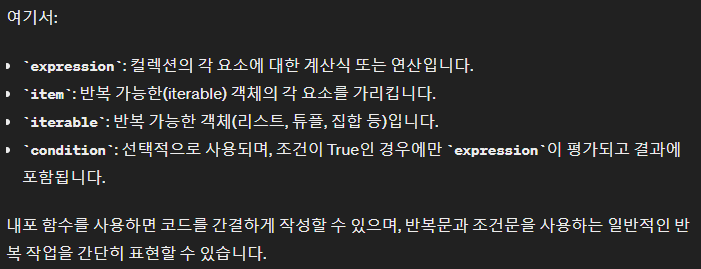 여기서:
• `expression`: 컬렉션의 각 요소에 대한 계산식 또는 연산입니다.
• `item`: 반복 가능한(iterable) 객체의 각 요소를 가리킵니다.
• `iterable`: 반복 가능한 객체(리스트, 튜플, 집합 등)입니다.
• `condition`: 선택적으로 사용되며, 조건이 True인 경우에만 `expression`이 평가되고 결과에
포함됩니다.
내포 함수를 사용하면 코드를 간결하게 작성할 수 있으며, 반복문과 조건문을 사용하는 일반적인 반
복 작업을 간단히 표현할 수 있습니다.